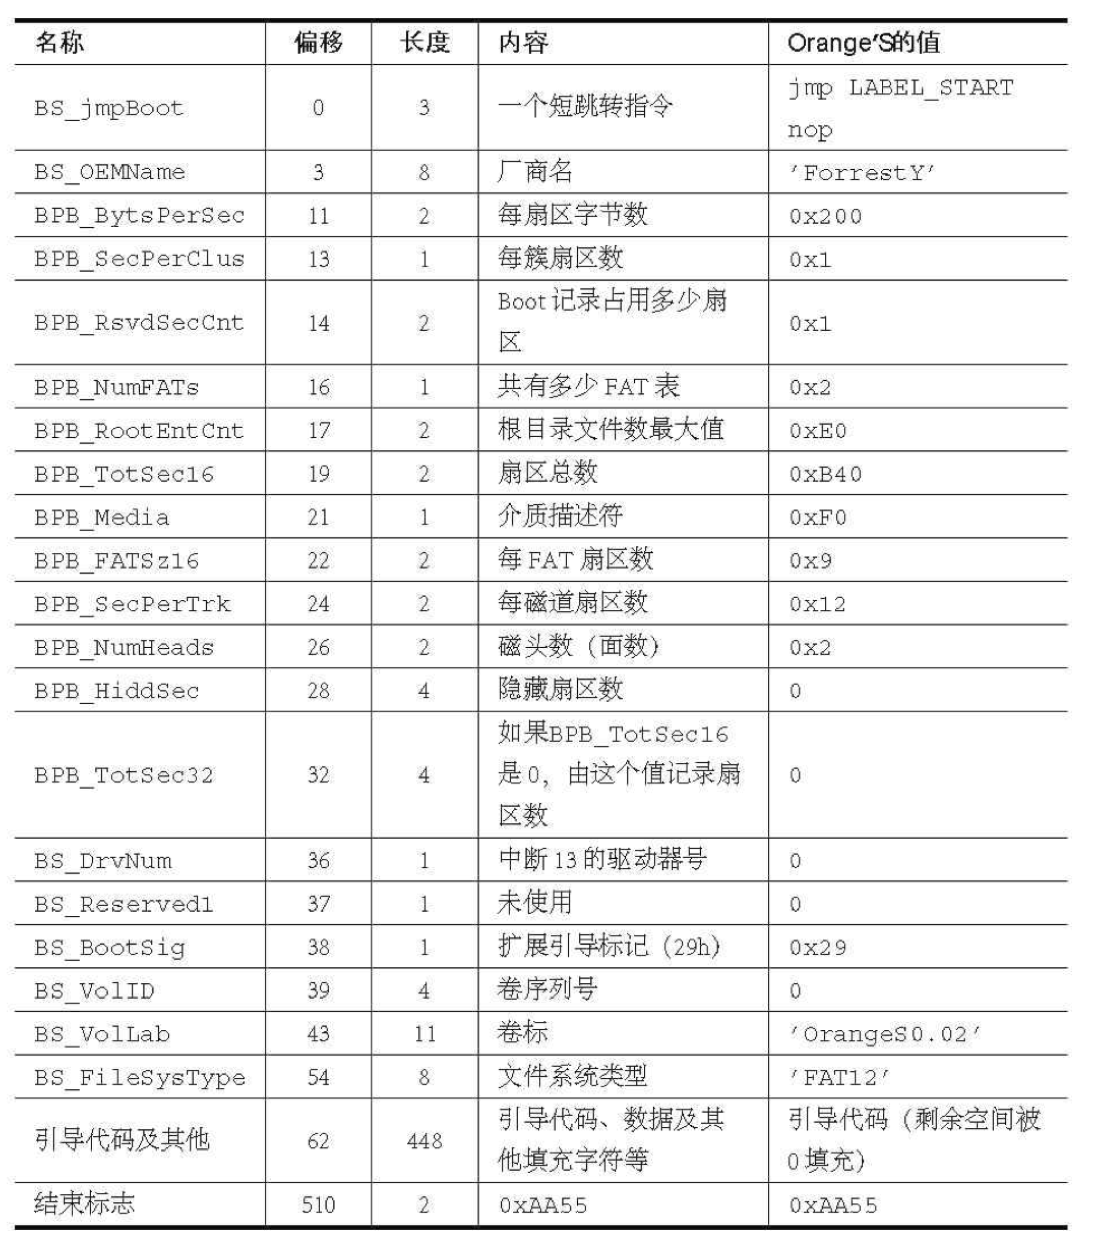 名称 偏移 长度 内容 Orange'S的值
BS_jmpBoot 0 3 一个短跳转指令 jmp LABEL_START
nop
BS_OEMName 3 8 厂商名 'ForrestY'
BPB_BytsPerSec 11 2 每扇区字节数 0x200
BPB_SecPerClus 13 1 每簇扇区数 0x1
BPB_RsvdSecCnt 14 2 Boot记录占用多少扇
区 0x1
BPB_NumFATs 16 1 共有多少FAT表 0x2
BPB_RootEntCnt 17 2 根目录文件数最大值 0xE0
BPB_TotSec16 19 2 扇区总数 0xB40
BPB_Media 21 1 介质描述符 0xF0
BPB_FATSz16 22 2 每FAT扇区数 0x9
BPB_SecPerTrk 24 2 每磁道扇区数 0x12
BPB_NumHeads 26 2 磁头数（面数） 0x2
BPB_HiddSec 28 4 隐藏扇区数 0
BPB_TotSec32 32 4 如果BPB_TotSec16
是0，由这个值记录扇 0
区数
BS_DrvNum 36 1 中断13的驱动器号 0
BS_Reserved1 37 1 未使用 0
BS_BootSig 38 1 扩展引导标记（29h） 0x29
BS_VolID 39 4 卷序列号 0
BS_VolLab 43 11 卷标 'OrangeS0.02'
BS_FileSysType 54 8 文件系统类型 'FAT12'
引导代码及其他 62 448 引导代码、数据及其 引导代码（剩余空间被
他填充字符等 0填充）
结束标志 510 2 0xAA55 0xAA55